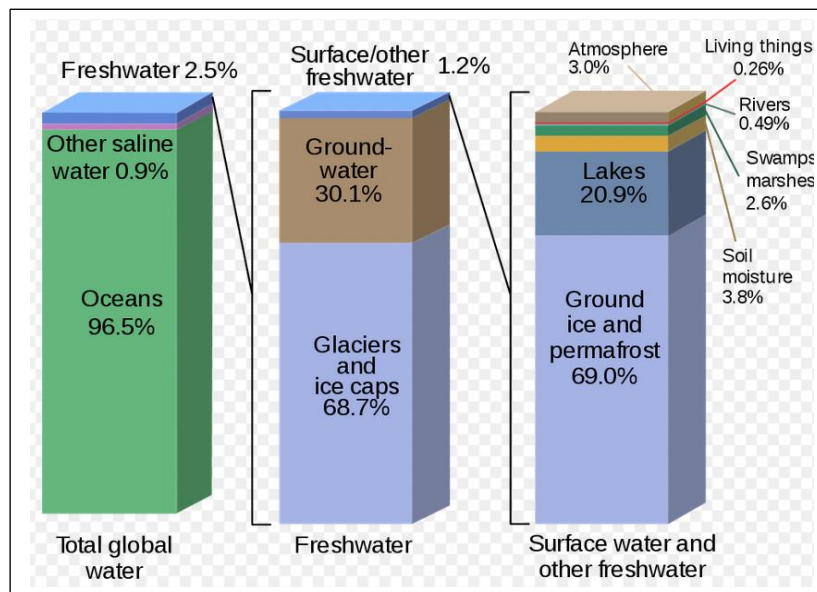 Freshwater 2.5%
Other saline
water 0.9%
Oceans
96.5%
Total global
water
Surface/other
freshwater 1.2%
Ground-
water
30.1%
Glaciers
and
ice caps
68.7%
Freshwater
Atmosphere
3.0%
Living things
0.26%
Rivers
0.49%
Swamps
marshes
2.6%
Soil
moisture
3.8%
Lakes
20.9%
Ground
ice and
permafrost
69.0%
Surface water and
other freshwater